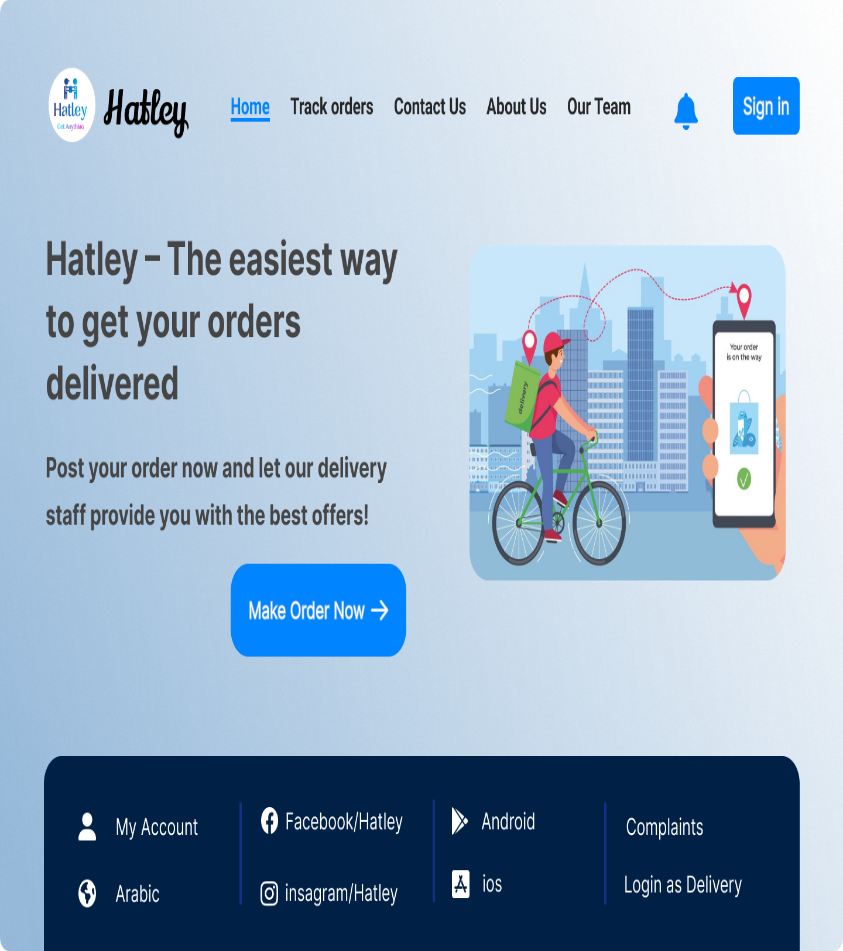 Hatley
Get Anything
Hatley
Home
Track orders
Contact Us
About Us
Our Team
Sign in
Hatley – The easiest way
to get your orders
delivered
Post your order now and let our delivery
staff provide you with the best offers!
Make Order Now →
delivery
Your order
is on the way
My Account
Arabic
Facebook/Hatley
insagram/Hatley
Android
ios
Complaints
Login as Delivery